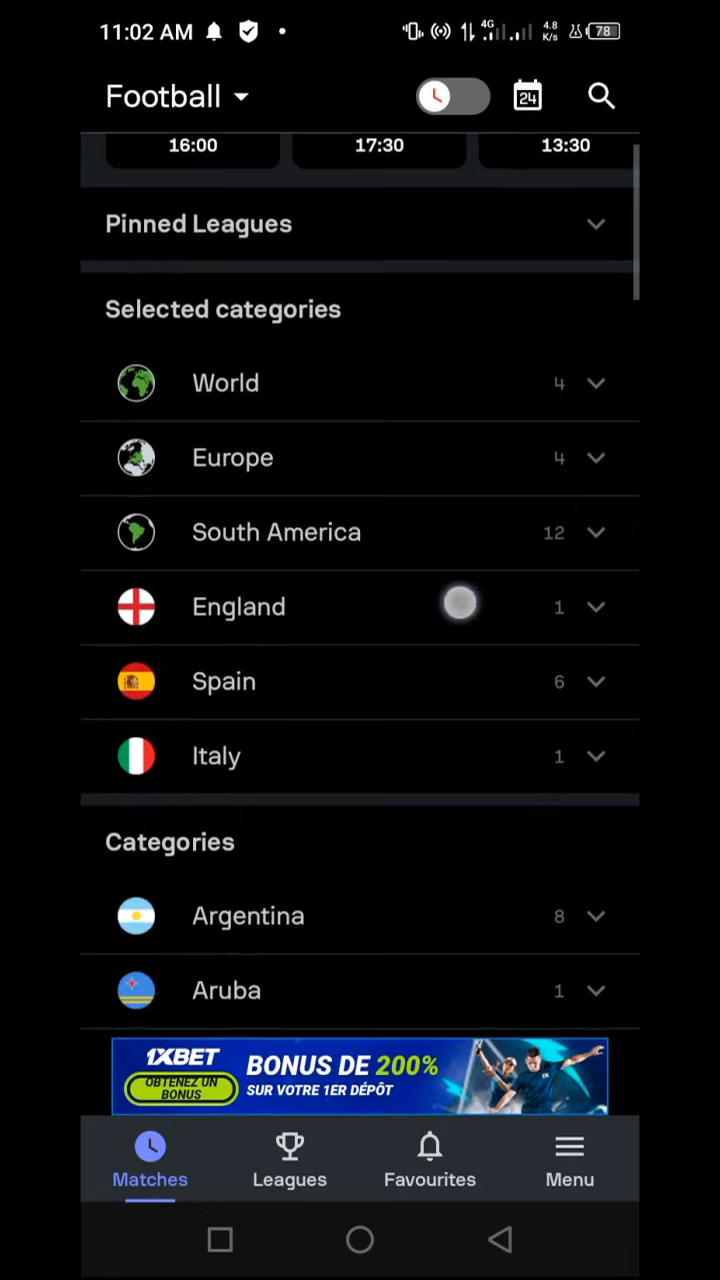 11:02 AM 4G 4.8 K/s 78
Football 24
16:00 17:30 13:30
Pinned Leagues
Selected categories
World 4
Europe 4
South America 12
England 1
Spain 6
Italy 1
Categories
Argentina 8
Aruba 1
1XBET
OBTENEZ UN
BONUS
BONUS DE 200%
SUR VOTRE 1ER DÉPÔT
Matches Leagues Favourites Menu